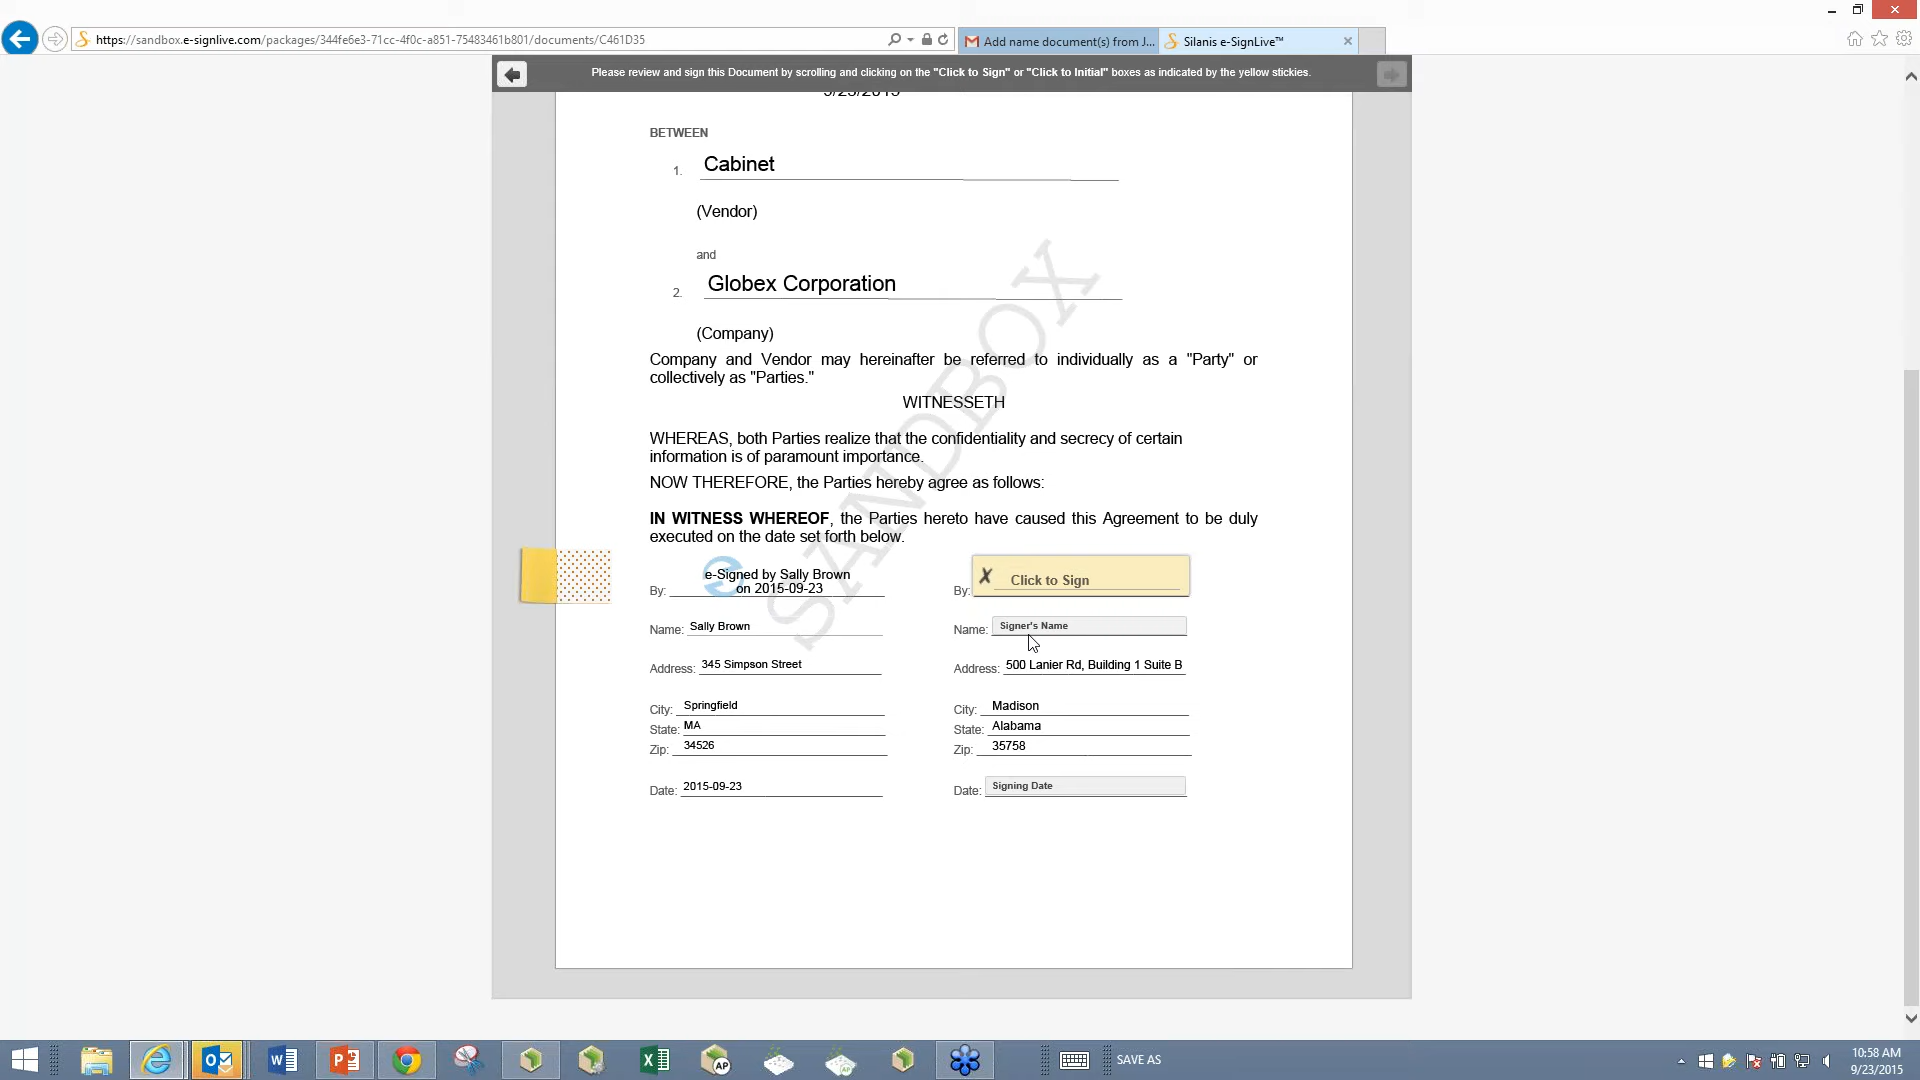 https://sandbox.e-signlive.com/packages/344fe6e3-71cc-4f0c-a851-75483461b801/documents/C461D35
Add name document(s) from J...
Silanis e-SignLive™
Please review and sign this Document by scrolling and clicking on the "Click to Sign" or "Click to Initial" boxes as indicated by the yellow stickies.
9/23/2015
BETWEEN
1. Cabinet
(Vendor)
and
2. Globex Corporation
(Company)
Company and Vendor may hereinafter be referred to individually as a "Party" or
collectively as "Parties."
WITNESSETH
WHEREAS, both Parties realize that the confidentiality and secrecy of certain
information is of paramount importance.
NOW THEREFORE, the Parties hereby agree as follows:
IN WITNESS WHEREOF, the Parties hereto have caused this Agreement to be duly
executed on the date set forth below.
SANDBOX
By: e-Signed by Sally Brown
on 2015-09-23
Name: Sally Brown
Address: 345 Simpson Street
City: Springfield
State: MA
Zip: 34526
Date: 2015-09-23
By: X Click to Sign
Name: Signer's Name
Address: 500 Lanier Rd, Building 1 Suite B
City: Madison
State: Alabama
Zip: 35758
Date: Signing Date
AP
SAVE AS
10:58 AM
9/23/2015